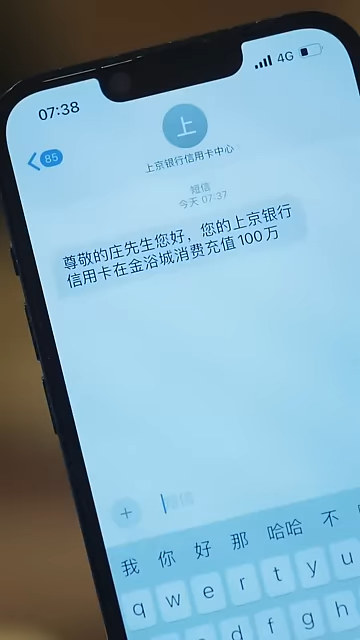 07:38
4G
85
上
上京银行信用卡中心
短信
今天 07:37
尊敬的庄先生您好，您的上京银行
信用卡在金浴城消费充值100万
+
短信
我 你 好 那 哈哈 不
q w e r t y u
d f g h